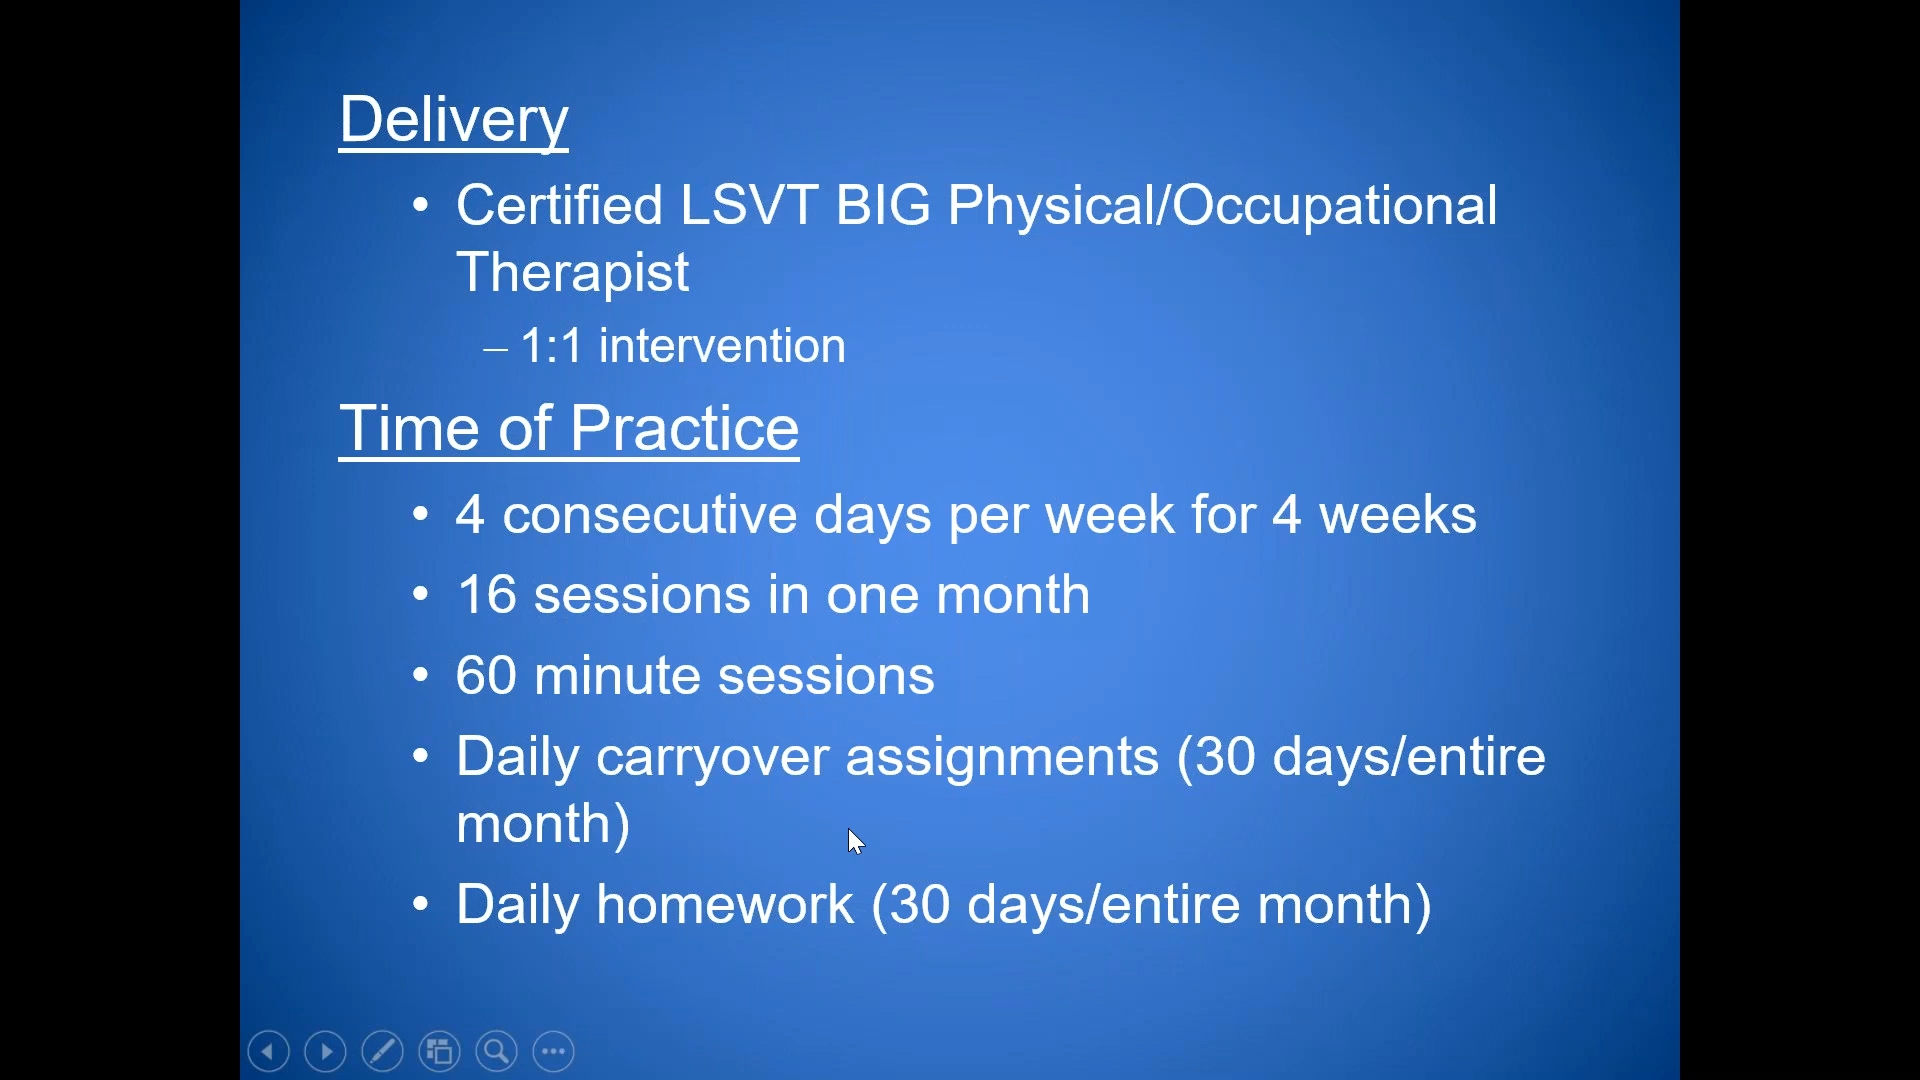 Delivery
• Certified LSVT BIG Physical/Occupational
Therapist
– 1:1 intervention
Time of Practice
• 4 consecutive days per week for 4 weeks
• 16 sessions in one month
• 60 minute sessions
• Daily carryover assignments (30 days/entire
month)
• Daily homework (30 days/entire month)